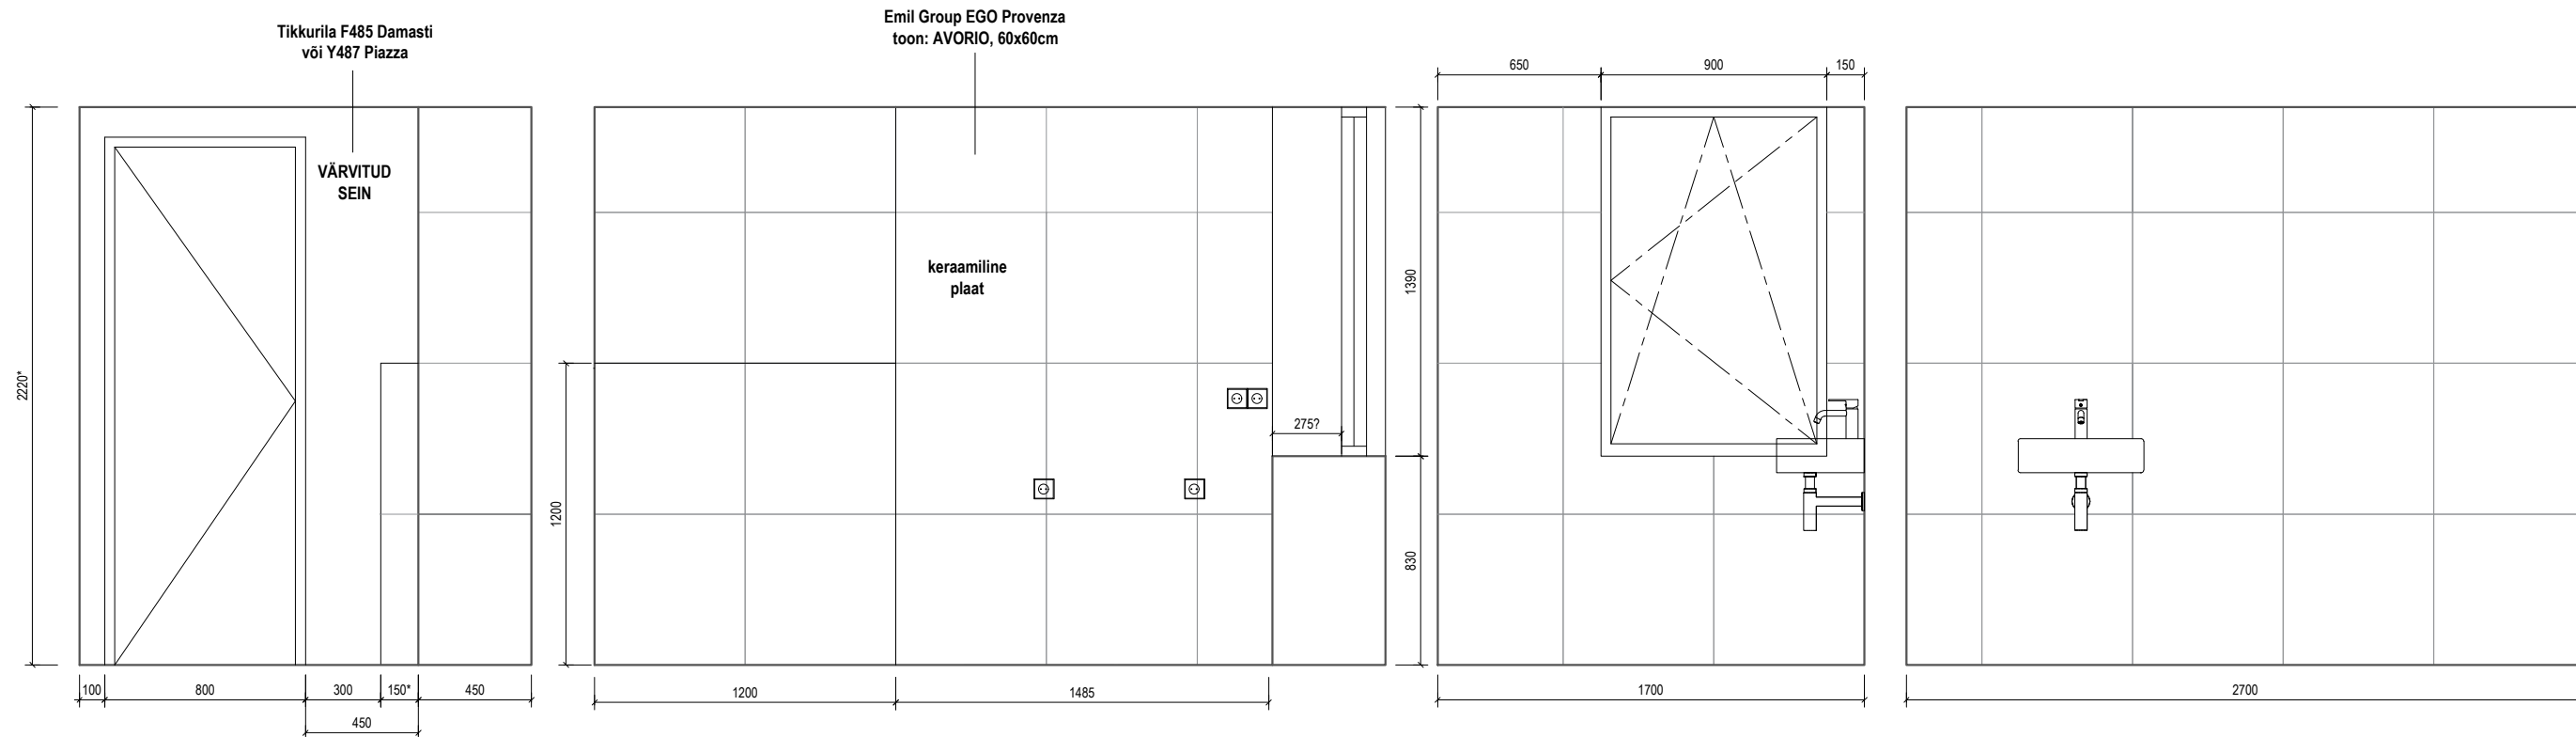 Tikkurila F485 Damasti
või Y487 Piazza
Emil Group EGO Provenza
toon: AVORIO, 60x60cm
650
900
150
VÄRVITUD
SEIN
keraamiline
plaat
2220*
1390
275?
1200
830
100
800
300
150*
450
450
1200
1485
1700
2700